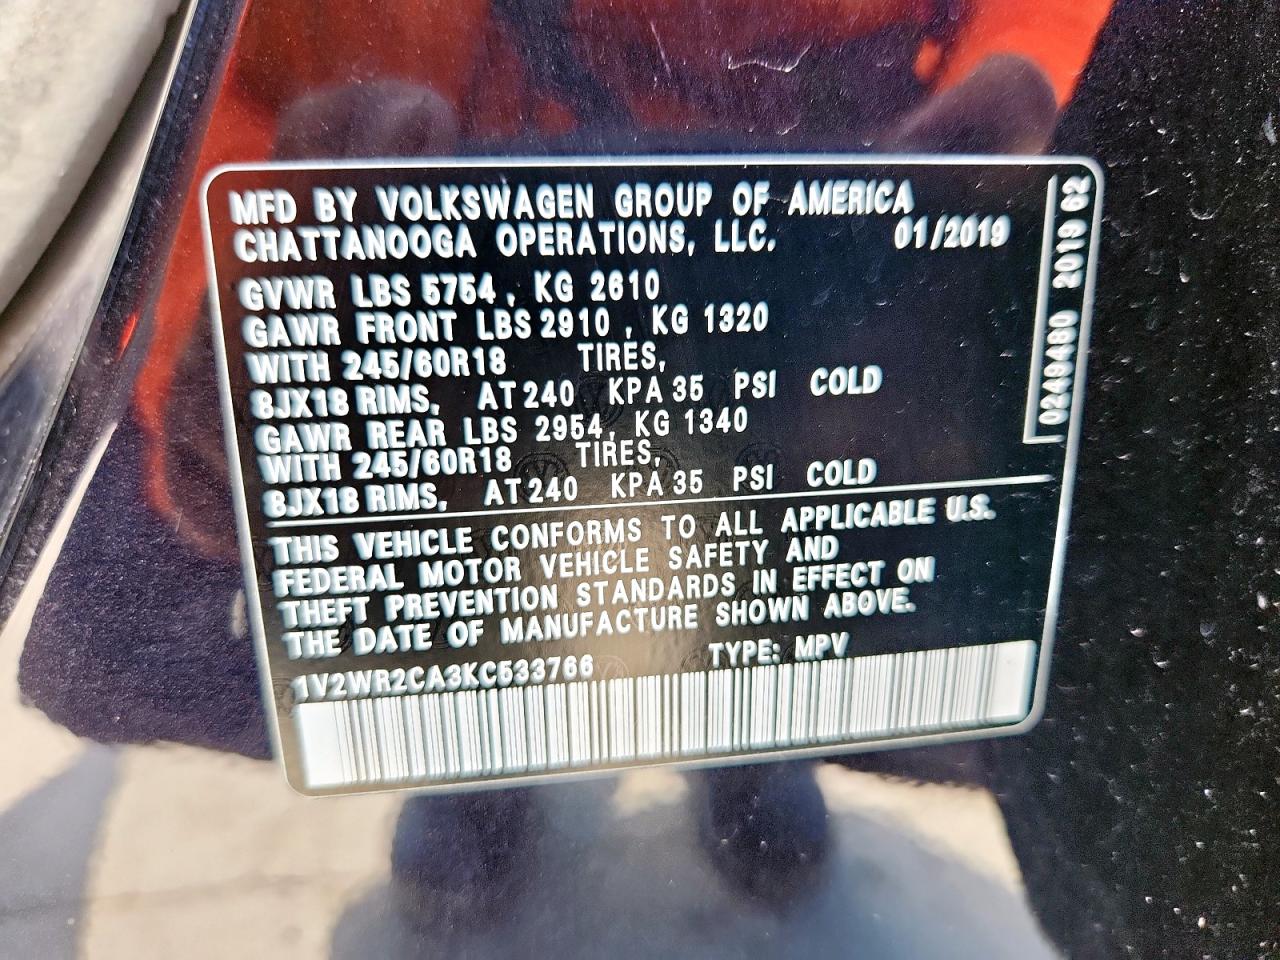 MFD BY VOLKSWAGEN GROUP OF AMERICA
CHATTANOOGA OPERATIONS, LLC. 01/2019
GVWR LBS 5754, KG 2610
GAWR FRONT LBS 2910, KG 1320
WITH 245/60R18 TIRES,
8JX18 RIMS, AT 240 KPA 35 PSI COLD
GAWR REAR LBS 2954, KG 1340
WITH 245/60R18 TIRES,
8JX18 RIMS, AT 240 KPA 35 PSI COLD
THIS VEHICLE CONFORMS TO ALL APPLICABLE U.S.
FEDERAL MOTOR VEHICLE SAFETY AND
THEFT PREVENTION STANDARDS IN EFFECT ON
THE DATE OF MANUFACTURE SHOWN ABOVE.
1V2WR2CA3KC533766 TYPE: MPV
0249480 2019 62